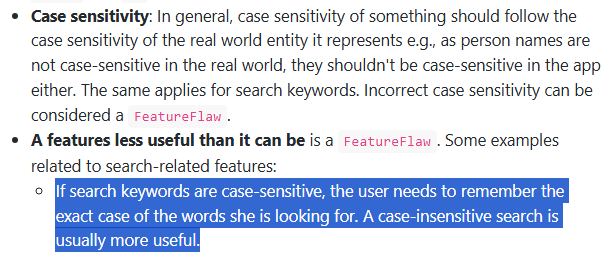 Case sensitivity: In general, case sensitivity of something should follow the
case sensitivity of the real world entity it represents e.g., as person names are
not case-sensitive in the real world, they shouldn't be case-sensitive in the app
either. The same applies for search keywords. Incorrect case sensitivity can be
considered a FeatureFlaw .
A features less useful than it can be is a FeatureFlaw . Some examples
related to search-related features:
If search keywords are case-sensitive, the user needs to remember the
exact case of the words she is looking for. A case-insensitive search is
usually more useful.